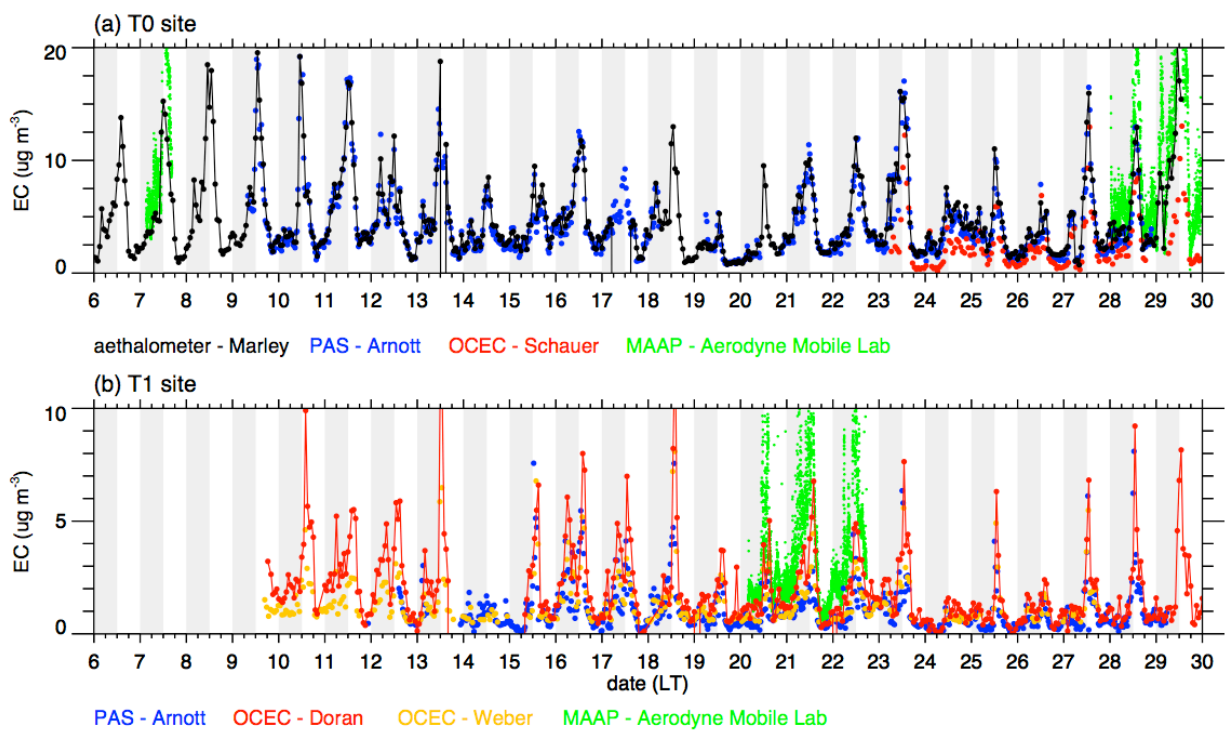 (a) T0 site
20
10
0
EC (ug m-3)
6 7 8 9 10 11 12 13 14 15 16 17 18 19 20 21 22 23 24 25 26 27 28 29 30
aethalometer - Marley PAS - Arnott OCEC - Schauer MAAP - Aerodyne Mobile Lab
(b) T1 site
10
5
0
EC (ug m-3)
6 7 8 9 10 11 12 13 14 15 16 17 18 19 20 21 22 23 24 25 26 27 28 29 30
date (LT)
PAS - Arnott OCEC - Doran OCEC - Weber MAAP - Aerodyne Mobile Lab